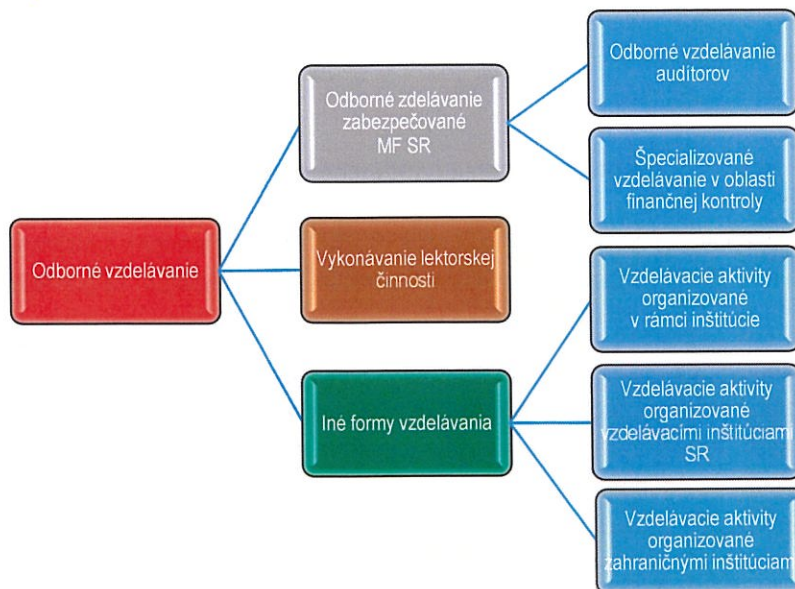 Odborné vzdelávanie
Odborné zdelávanie
zabezpečované
MF SR
Vykonávanie lektorskej
činnosti
Iné formy vzdelávania
Odborné vzdelávanie
audítorov
Špecializované
vzdelávanie v oblasti
finančnej kontroly
Vzdelávacie aktivity
organizované
v rámci inštitúcie
Vzdelávacie aktivity
organizované
vzdelávacími inštitúciami
SR
Vzdelávacie aktivity
organizované
zahraničnými inštitúciam